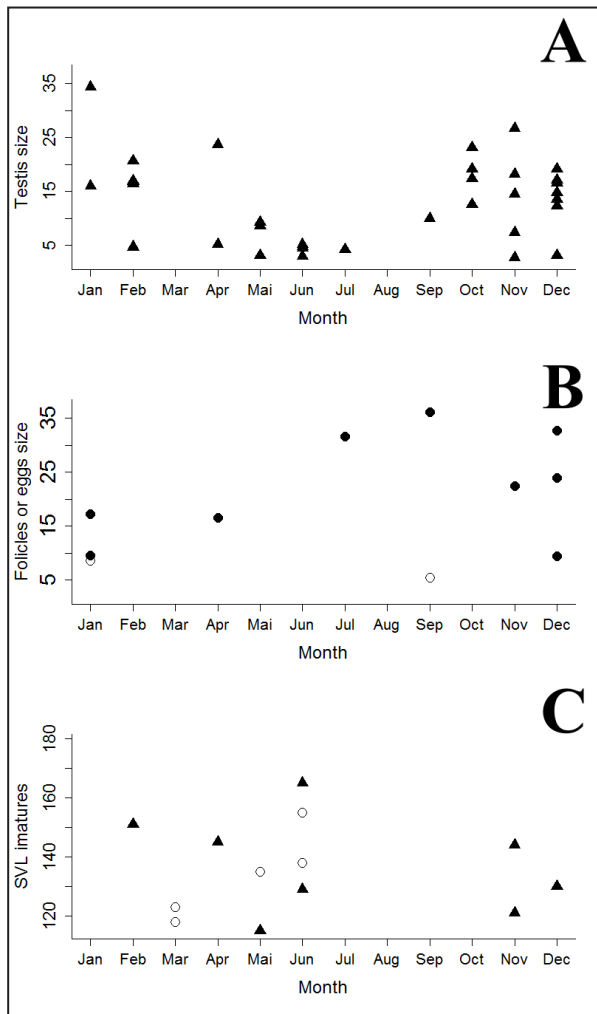 A
Testis size
35
25
15
5
Jan Feb Mar Apr Mai Jun Jul Aug Sep Oct Nov Dec
Month
B
Folicles or eggs size
35
25
15
5
Jan Feb Mar Apr Mai Jun Jul Aug Sep Oct Nov Dec
Month
C
SVL imatures
180
160
140
120
Jan Feb Mar Apr Mai Jun Jul Aug Sep Oct Nov Dec
Month